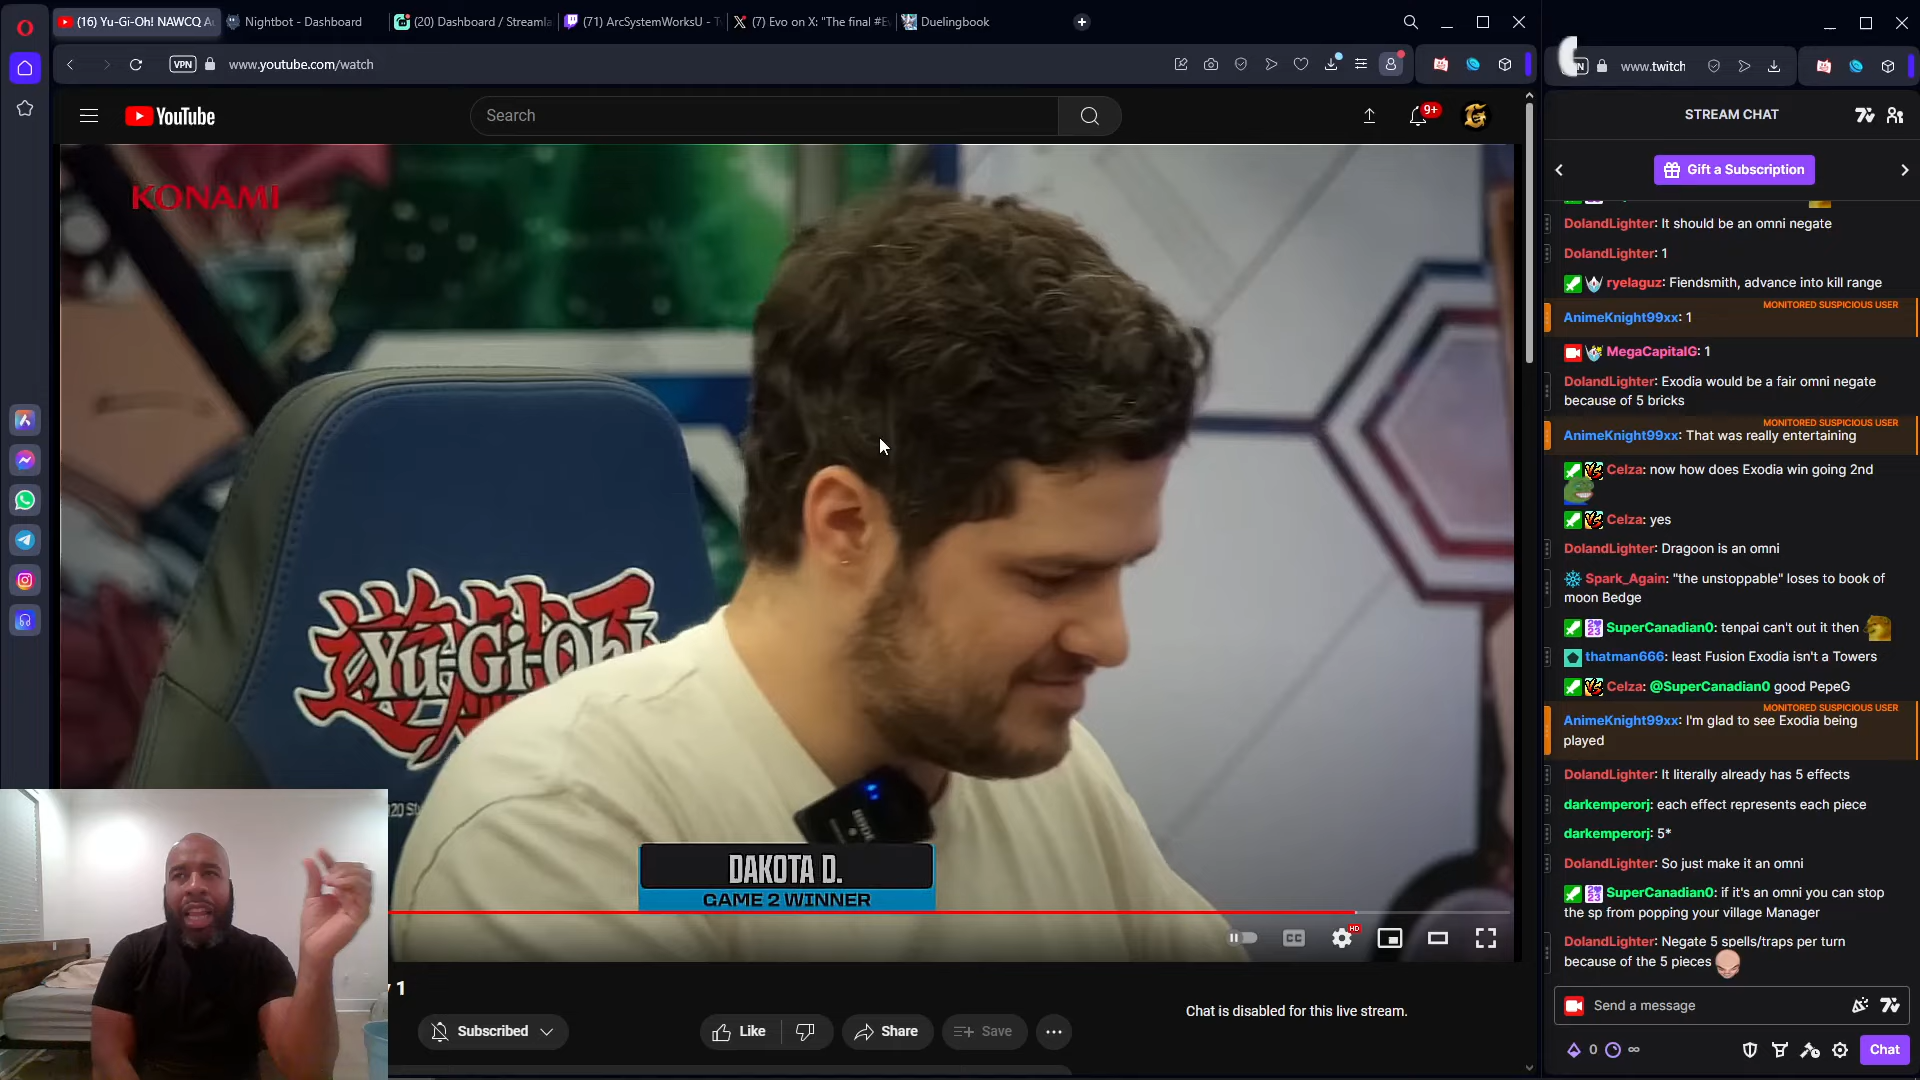 (16) Yu-Gi-Oh! NAWCQ
Nightbot - Dashboard
(20) Dashboard / Streamla
(71) ArcSystemWorksU - T
(7) Evo on X: "The final #E
Duelingbook
VPN
www.youtube.com/watch
www.twitch
YouTube
Search
9+
KONAMI
Yu-Gi-Oh
DAKOTA D.
GAME 2 WINNER
CC
HD
1
Subscribed
Like
Share
Save
Chat is disabled for this live stream.
STREAM CHAT
Gift a Subscription
DolandLighter: It should be an omni negate
DolandLighter: 1
ryelaguz: Fiendsmith, advance into kill range
MONITORED SUSPICIOUS USER
AnimeKnight99xx: 1
MegaCapitalG: 1
DolandLighter: Exodia would be a fair omni negate
because of 5 bricks
MONITORED SUSPICIOUS USER
AnimeKnight99xx: That was really entertaining
Celza: now how does Exodia win going 2nd
Celza: yes
DolandLighter: Dragoon is an omni
Spark_Again: "the unstoppable" loses to book of
moon Bedge
SuperCanadian0: tenpai can't out it then
thatman666: least Fusion Exodia isn't a Towers
Celza: @SuperCanadian0 good PepeG
MONITORED SUSPICIOUS USER
AnimeKnight99xx: I'm glad to see Exodia being
played
DolandLighter: It literally already has 5 effects
darkemperorj: each effect represents each piece
darkemperorj: 5*
DolandLighter: So just make it an omni
SuperCanadian0: if it's an omni you can stop
the sp from popping your village Manager
DolandLighter: Negate 5 spells/traps per turn
because of the 5 pieces
Send a message
0
∞
Chat